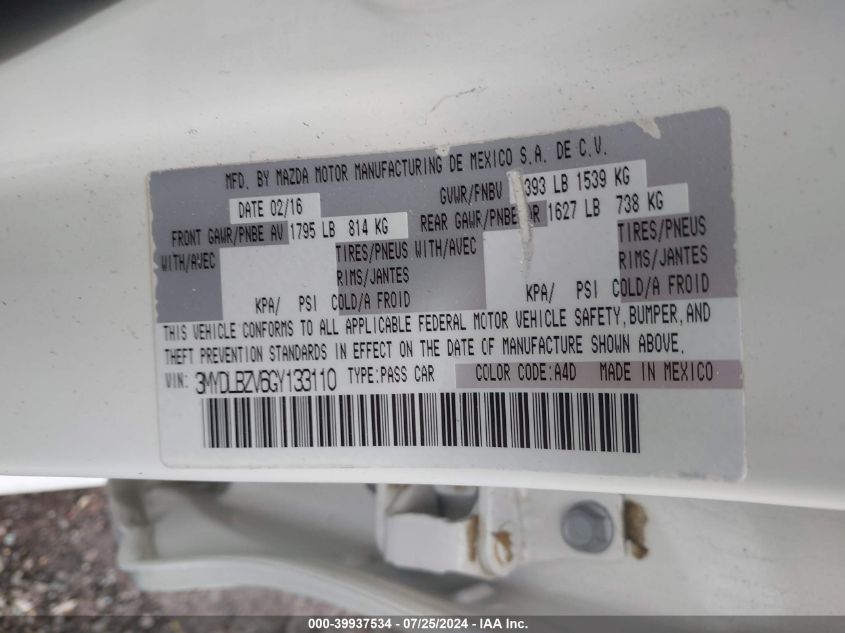 MFD. BY MAZDA MOTOR MANUFACTURING DE MEXICO S.A. DE C.V.
DATE 02/16 GVWR/FNBV 393 LB 1539 KG
FRONT GAWR/PNBE AV 1795 LB 814 KG REAR GAWR/PNBE AR 1627 LB 738 KG
WITH/AVEC TIRES/PNEUS WITH/AVEC TIRES/PNEUS
RIMS/JANTES RIMS/JANTES
KPA/ PSI COLD/A FROID KPA/ PSI COLD/A FROID
THIS VEHICLE CONFORMS TO ALL APPLICABLE FEDERAL MOTOR VEHICLE SAFETY, BUMPER, AND
THEFT PREVENTION STANDARDS IN EFFECT ON THE DATE OF MANUFACTURE SHOWN ABOVE.
VIN: 3MYDLBZV6GY133110 TYPE:PASS CAR COLOR CODE:A4D MADE IN MEXICO
000-39937534 - 07/25/2024 - IAA Inc.